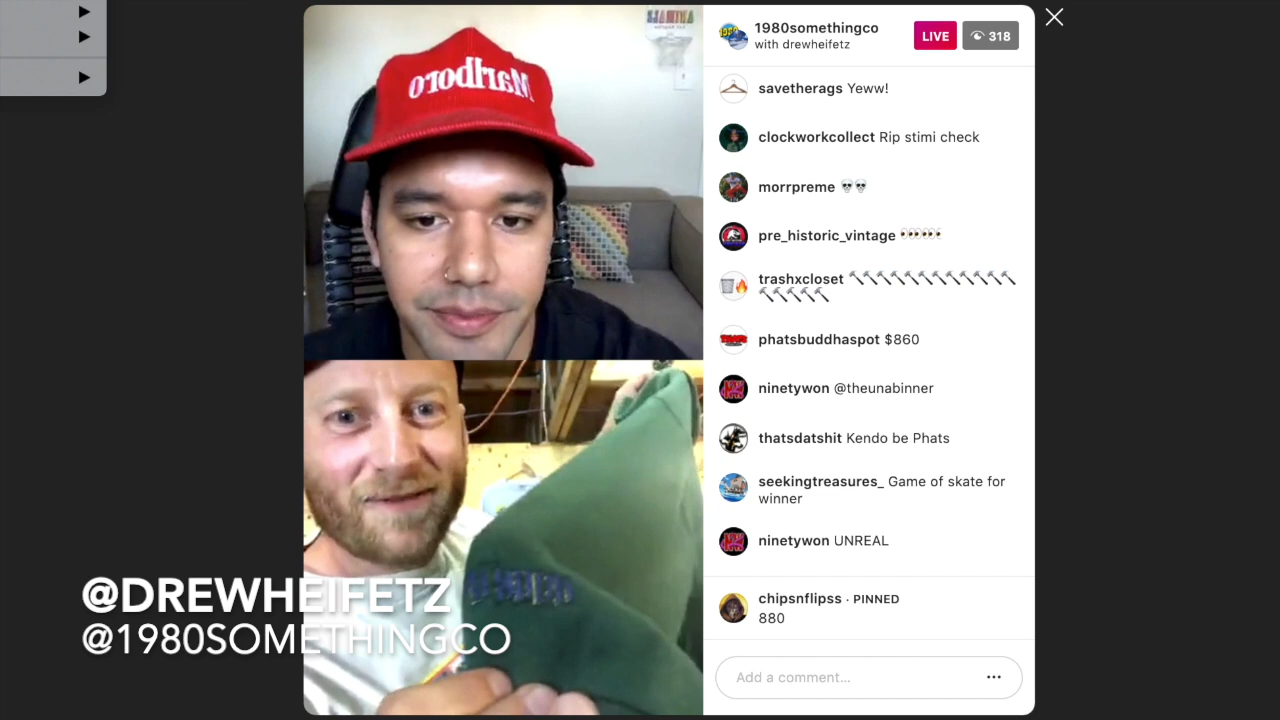 Marlboro
1980somethingco
with drewheifetz
LIVE
318
savetherags Yeww!
clockworkcollect Rip stimi check
morrpreme
pre_historic_vintage
trashxcloset
phatsbuddhaspot $860
ninetywon @theunabinner
thatsdatshit Kendo be Phats
seekingtreasures_ Game of skate for
winner
ninetywon UNREAL
chipsnflipss · PINNED
880
Add a comment...
@DREWHEIFETZ
@1980SOMETHINGCO